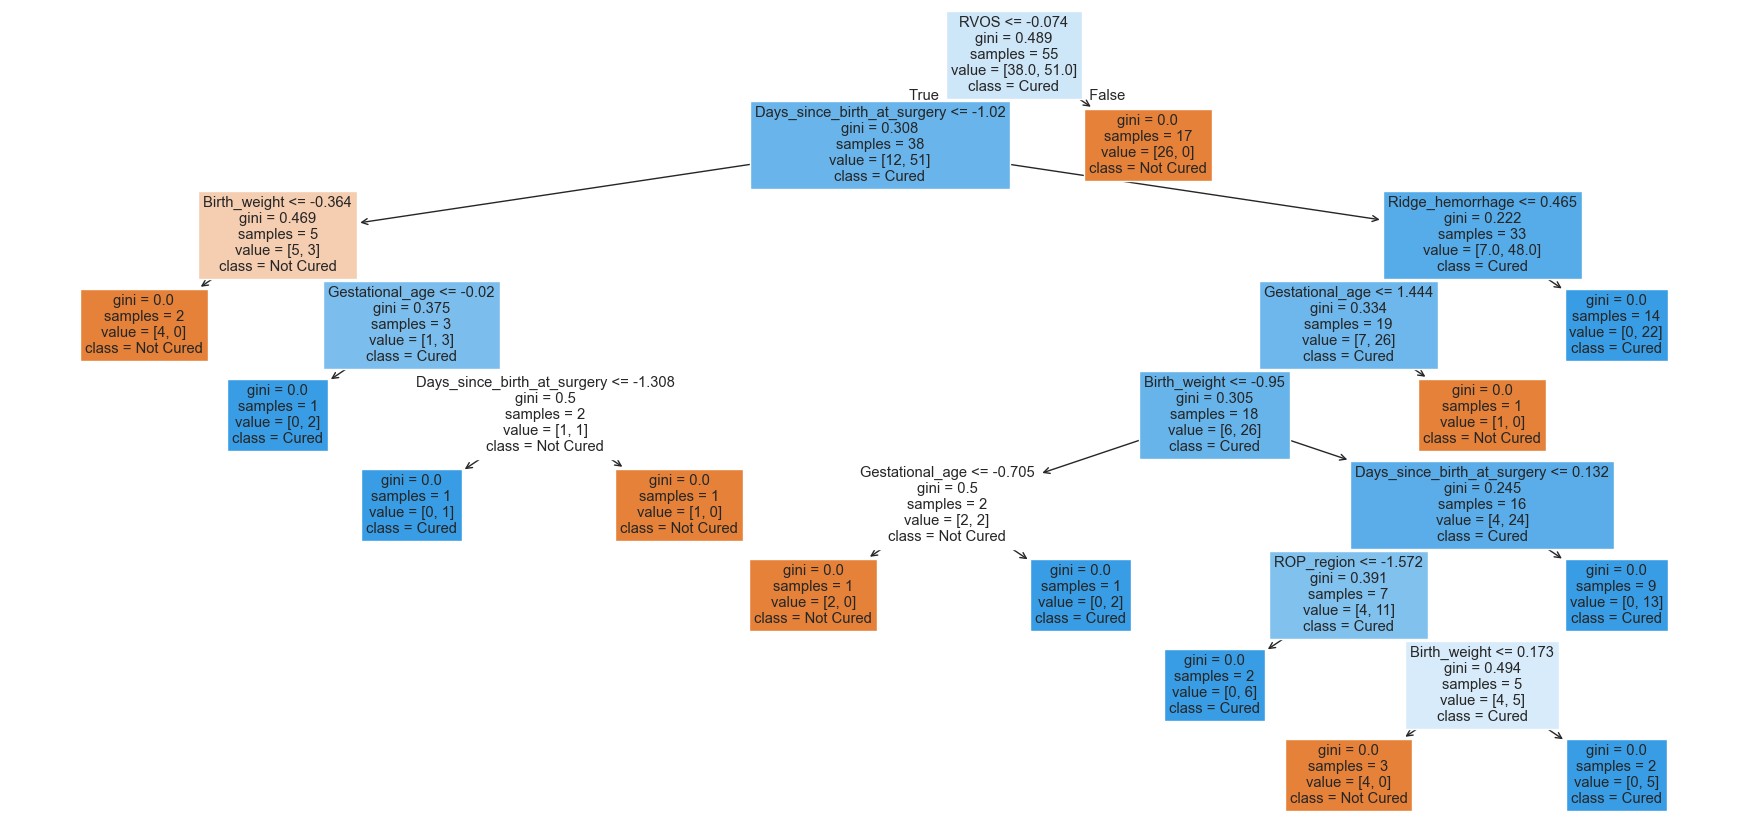 RVOS <= -0.074
gini = 0.489
samples = 55
value = [38.0, 51.0]
class = Cured
True
False
Days_since_birth_at_surgery <= -1.02
gini = 0.308
samples = 38
value = [12, 51]
class = Cured
gini = 0.0
samples = 17
value = [26, 0]
class = Not Cured
Birth_weight <= -0.364
gini = 0.469
samples = 5
value = [5, 3]
class = Not Cured
Ridge_hemorrhage <= 0.465
gini = 0.222
samples = 33
value = [7.0, 48.0]
class = Cured
gini = 0.0
samples = 2
value = [4, 0]
class = Not Cured
Gestational_age <= -0.02
gini = 0.375
samples = 3
value = [1, 3]
class = Cured
Gestational_age <= 1.444
gini = 0.334
samples = 19
value = [7, 26]
class = Cured
gini = 0.0
samples = 14
value = [0, 22]
class = Cured
gini = 0.0
samples = 1
value = [0, 2]
class = Cured
Days_since_birth_at_surgery <= -1.308
gini = 0.5
samples = 2
value = [1, 1]
class = Not Cured
Birth_weight <= -0.95
gini = 0.305
samples = 18
value = [6, 26]
class = Cured
gini = 0.0
samples = 1
value = [1, 0]
class = Not Cured
gini = 0.0
samples = 1
value = [0, 1]
class = Cured
gini = 0.0
samples = 1
value = [1, 0]
class = Not Cured
Gestational_age <= -0.705
gini = 0.5
samples = 2
value = [2, 2]
class = Not Cured
Days_since_birth_at_surgery <= 0.132
gini = 0.245
samples = 16
value = [4, 24]
class = Cured
gini = 0.0
samples = 1
value = [2, 0]
class = Not Cured
gini = 0.0
samples = 1
value = [0, 2]
class = Cured
ROP_region <= -1.572
gini = 0.391
samples = 7
value = [4, 11]
class = Cured
gini = 0.0
samples = 9
value = [0, 13]
class = Cured
gini = 0.0
samples = 2
value = [0, 6]
class = Cured
Birth_weight <= 0.173
gini = 0.494
samples = 5
value = [4, 5]
class = Cured
gini = 0.0
samples = 3
value = [4, 0]
class = Not Cured
gini = 0.0
samples = 2
value = [0, 5]
class = Cured